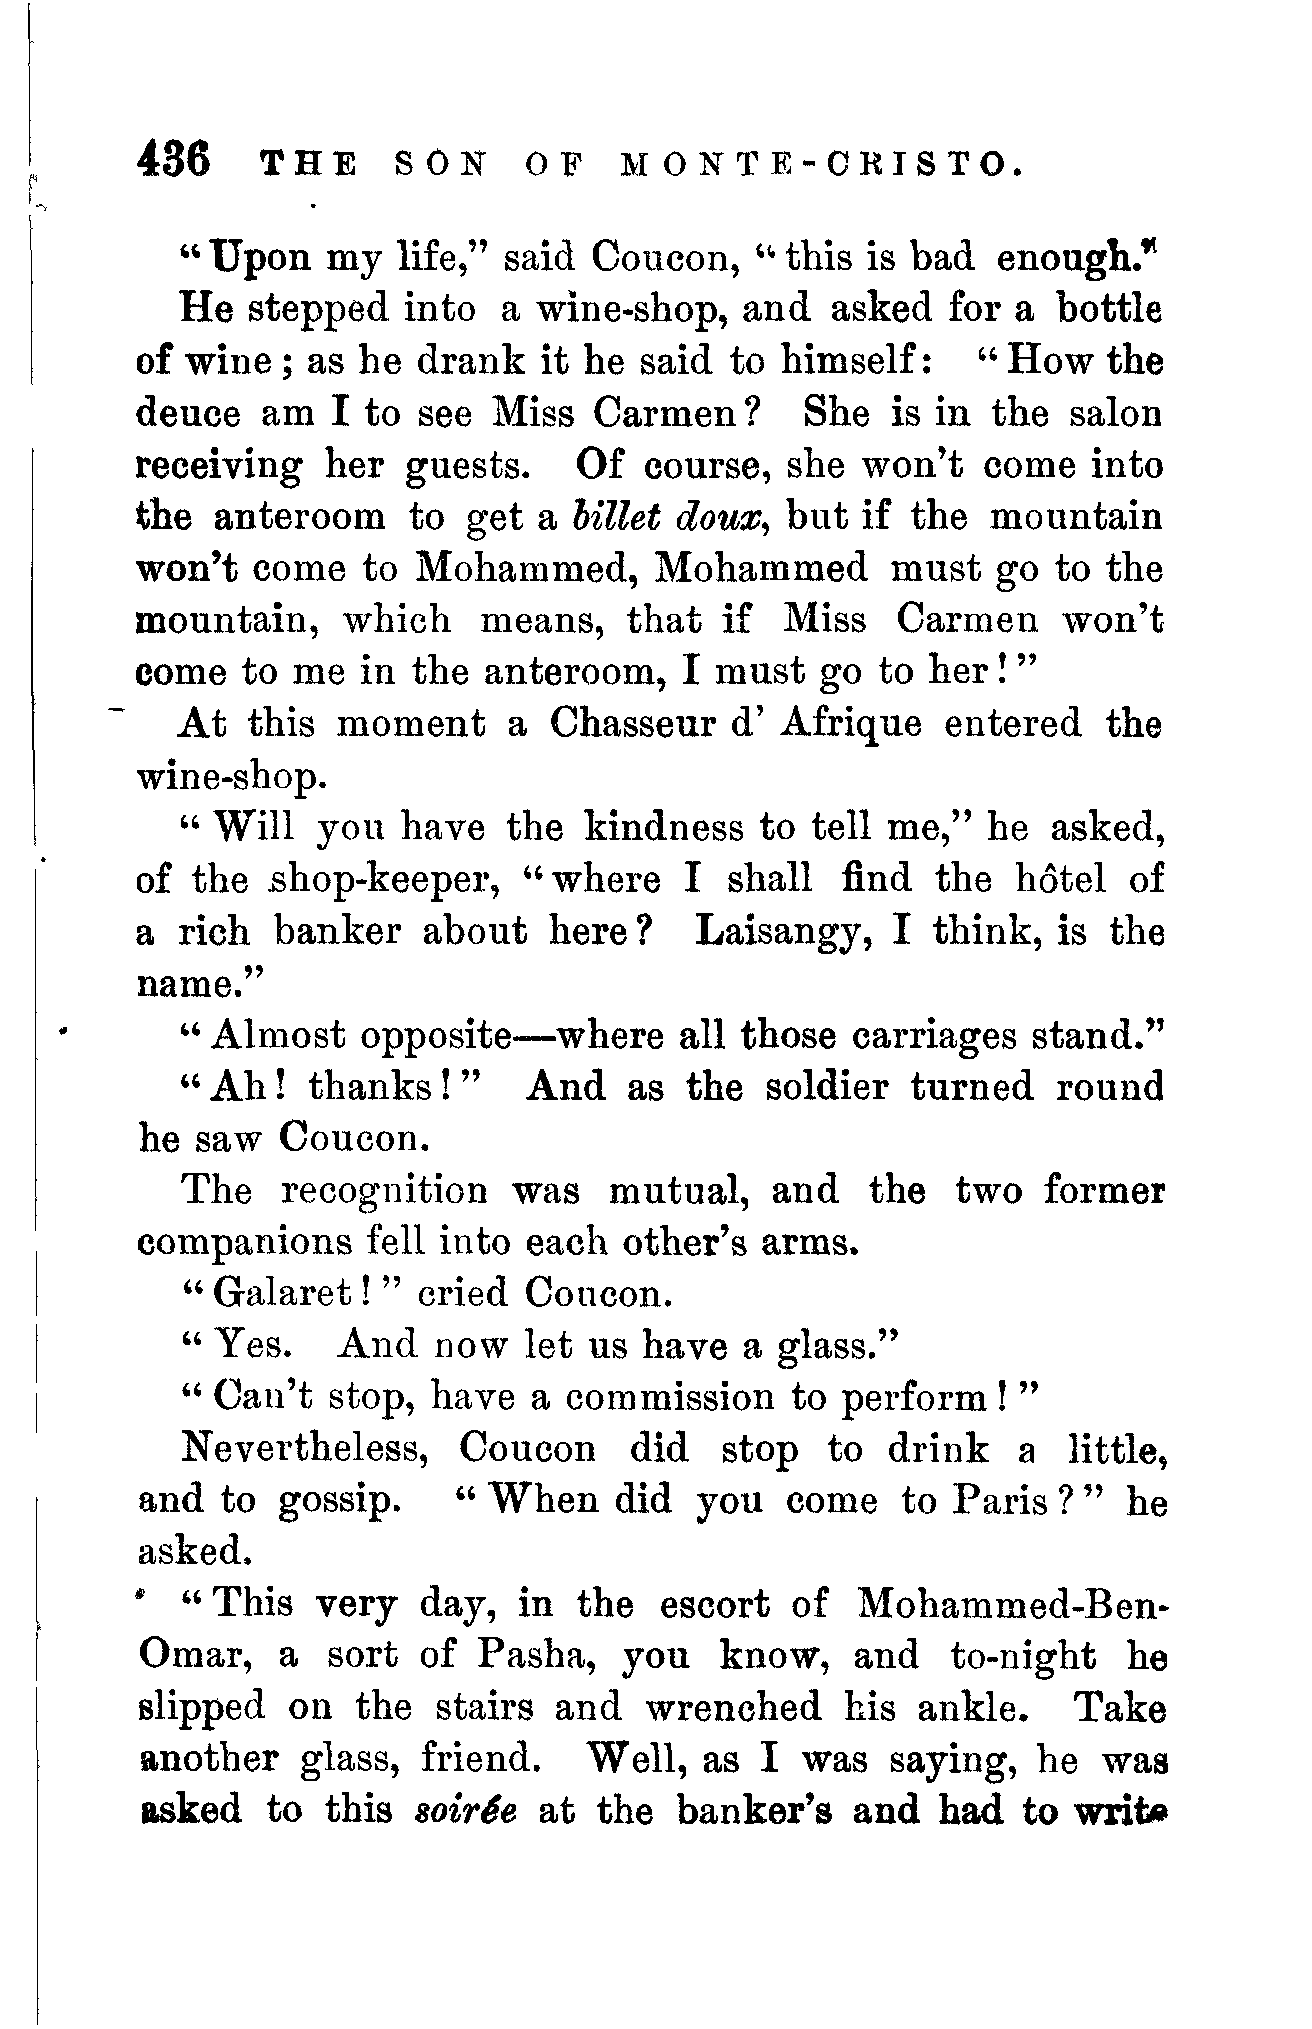 436 THE SON OF MONTE-CRISTO.
“Upon my life,” said Coucon, “this is bad enough.”
He stepped into a wine-shop, and asked for a bottle
of wine; as he drank it he said to himself: “How the
deuce am I to see Miss Carmen? She is in the salon
receiving her guests. Of course, she won’t come into
the anteroom to get a billet doux, but if the mountain
won’t come to Mohammed, Mohammed must go to the
mountain, which means, that if Miss Carmen won’t
come to me in the anteroom, I must go to her!”
At this moment a Chasseur d’ Afrique entered the
wine-shop.
“Will you have the kindness to tell me,” he asked,
of the shop-keeper, “where I shall find the hôtel of
a rich banker about here? Laisangy, I think, is the
name.”
“Almost opposite—where all those carriages stand.”
“Ah! thanks!” And as the soldier turned round
he saw Coucon.
The recognition was mutual, and the two former
companions fell into each other’s arms.
“Galaret!” cried Coucon.
“Yes. And now let us have a glass.”
“Can’t stop, have a commission to perform!”
Nevertheless, Coucon did stop to drink a little,
and to gossip. “When did you come to Paris?” he
asked.
“This very day, in the escort of Mohammed-Ben-
Omar, a sort of Pasha, you know, and to-night he
slipped on the stairs and wrenched his ankle. Take
another glass, friend. Well, as I was saying, he was
asked to this soirée at the banker’s and had to write